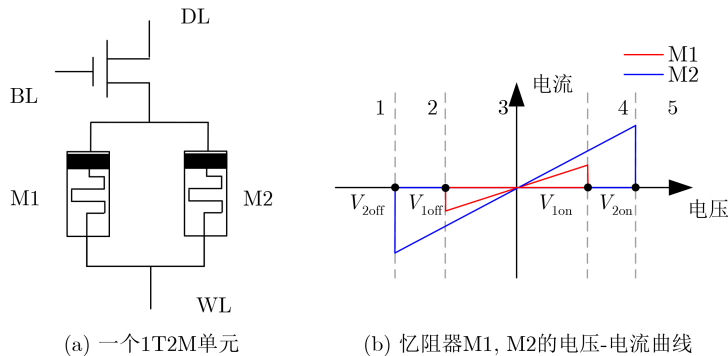 DL
BL
M1
M2
WL
(a) 一个1T2M单元
M1
M2
电流
1 2 3 4 5
V2off V1off V1on V2on
电压
(b) 忆阻器M1, M2的电压-电流曲线